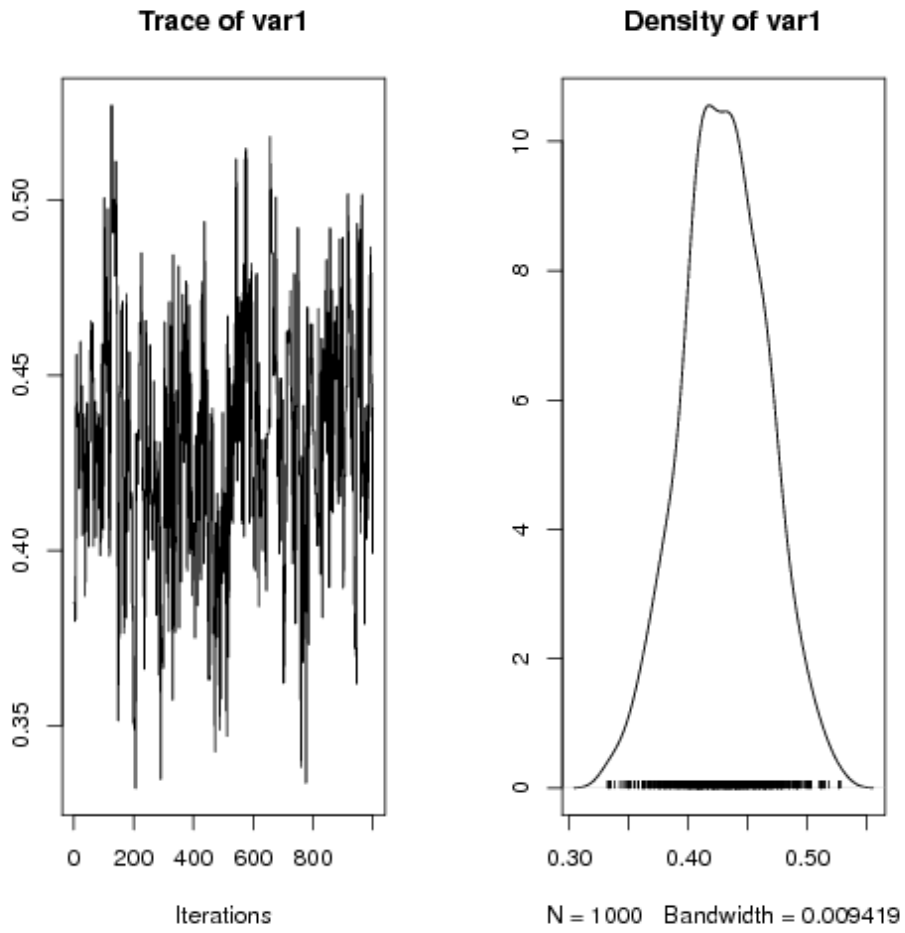 Trace of var1
0.50
0.45
0.40
0.35
0 200 400 600 800
Iterations
Density of var1
10
8
6
4
2
0
0.30 0.40 0.50
N = 1000 Bandwidth = 0.009419